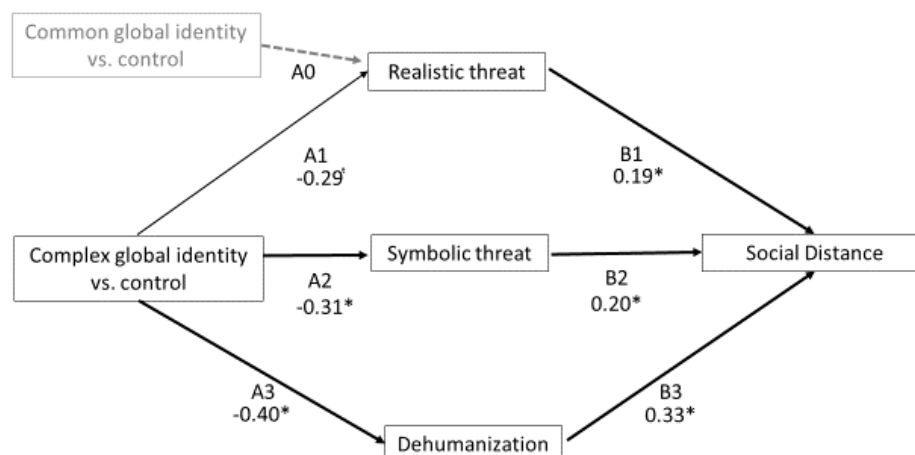 Common global identity
vs. control
A0
Realistic threat
A1
-0.29†
B1
0.19*
Complex global identity
vs. control
A2
-0.31*
Symbolic threat
B2
0.20*
Social Distance
A3
-0.40*
B3
0.33*
Dehumanization